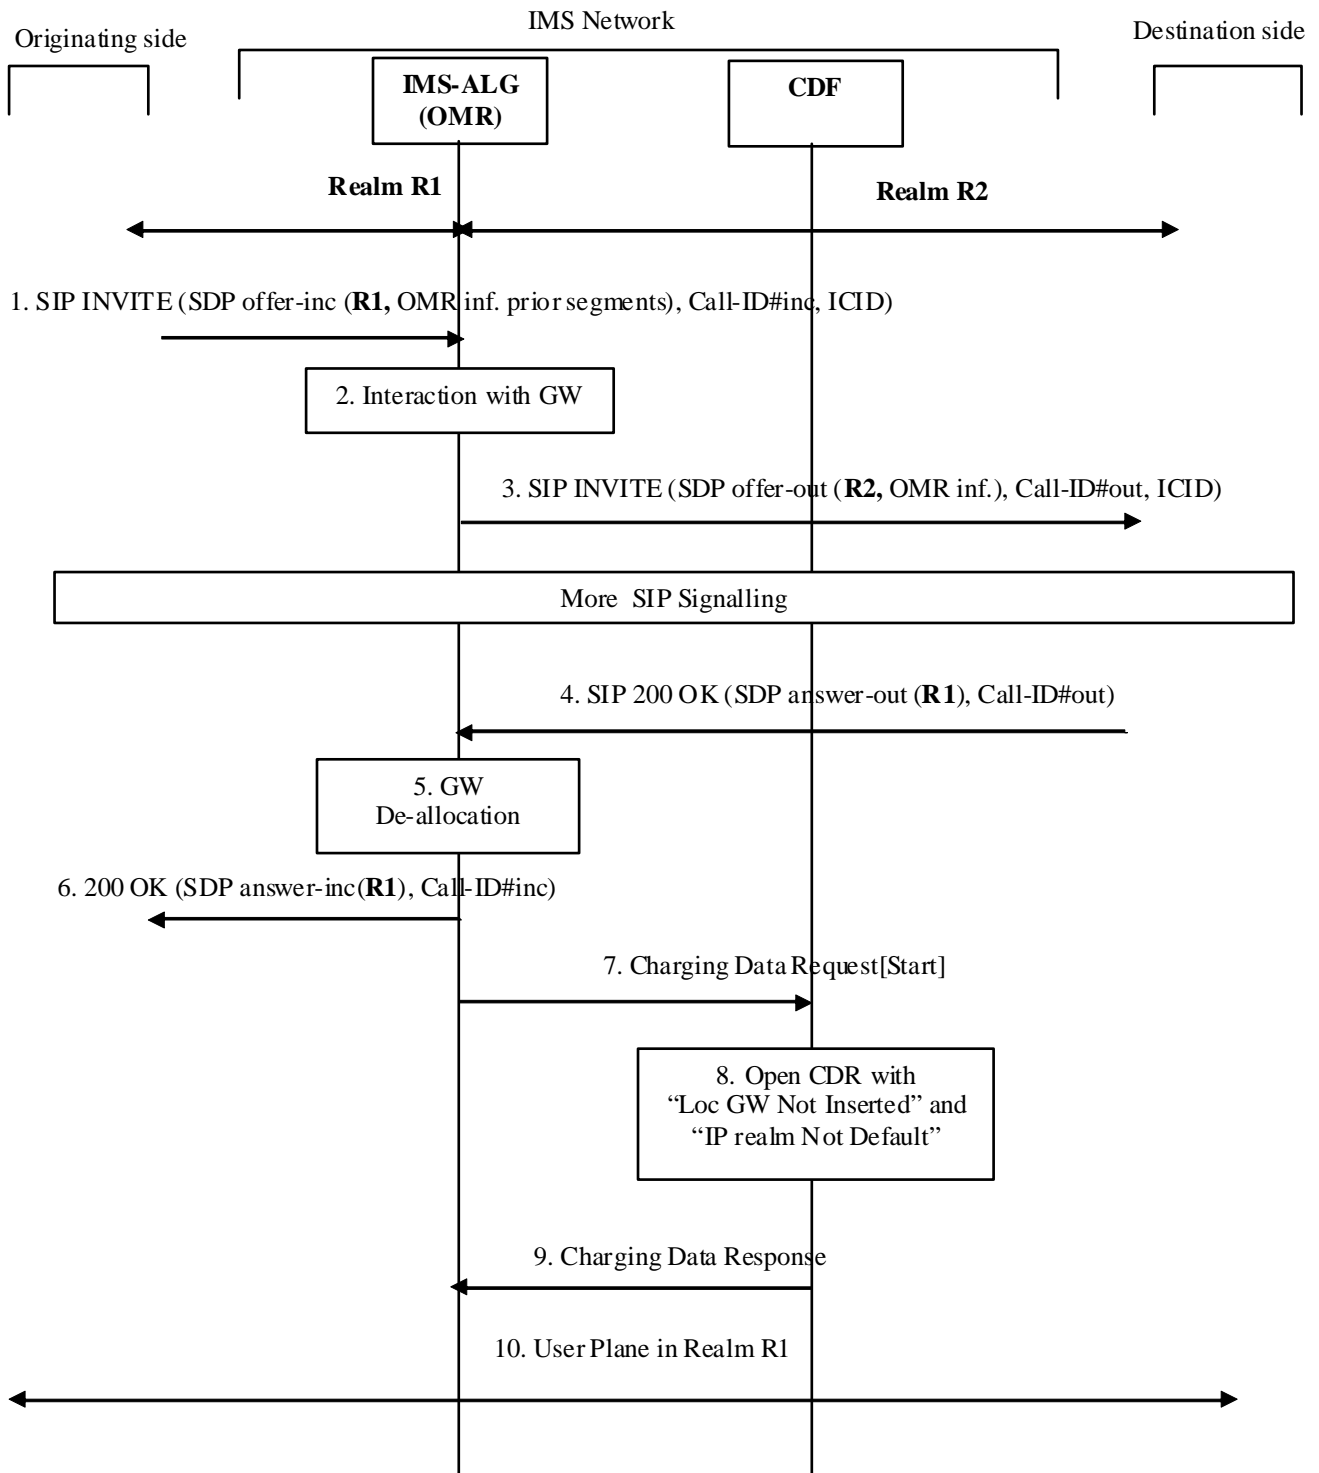 IMS Network
Originating side
Destination side
IMS-ALG
(OMR)
CDF
Realm R1
Realm R2
1. SIP INVITE (SDP offer-inc (R1, OMR inf. prior segments), Call-ID#inc, ICID)
2. Interaction with GW
3. SIP INVITE (SDP offer-out (R2, OMR inf.), Call-ID#out, ICID)
More SIP Signalling
4. SIP 200 OK (SDP answer-out (R1), Call-ID#out)
5. GW
De-allocation
6. 200 OK (SDP answer-inc(R1), Call-ID#inc)
7. Charging Data Request[Start]
8. Open CDR with
“Loc GW Not Inserted” and
“IP realm Not Default”
9. Charging Data Response
10. User Plane in Realm R1